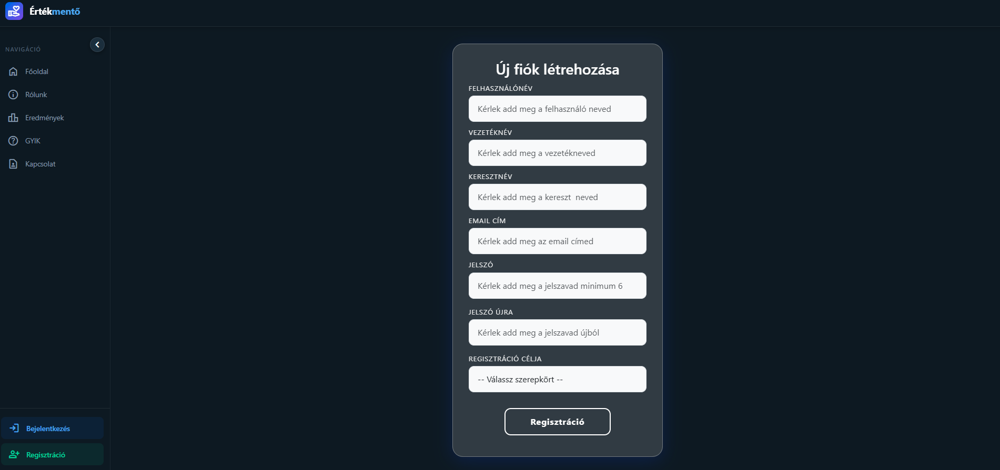 Értékmentő
NAVIGÁCIÓ
Főoldal
Rólunk
Eredmények
GYIK
Kapcsolat
Bejelentkezés
Regisztráció
Új fiók létrehozása
FELHASZNÁLÓNÉV
Kérlek add meg a felhasználó neved
VEZETÉKNÉV
Kérlek add meg a vezetékneved
KERESZTNÉV
Kérlek add meg a kereszt  neved
EMAIL CÍM
Kérlek add meg az email címed
JELSZÓ
Kérlek add meg a jelszavad minimum 6
JELSZÓ ÚJRA
Kérlek add meg a jelszavad újból
REGISZTRÁCIÓ CÉLJA
-- Válassz szerepkört --
Regisztráció